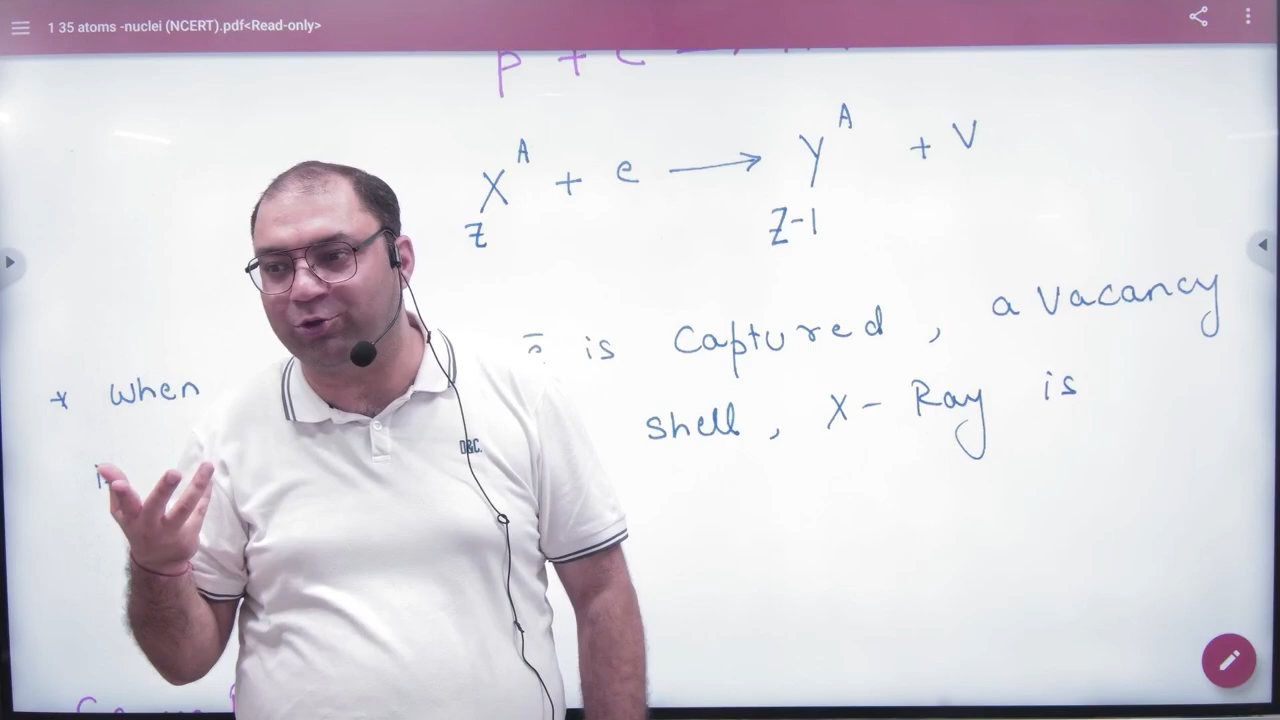 1 35 atoms -nuclei (NCERT).pdf<Read-only>
p + e
X A Z + e ⟶ Y A Z-1 + ν
* When e̅ is Captured, a Vacancy
shell, X-Ray is
D&C.